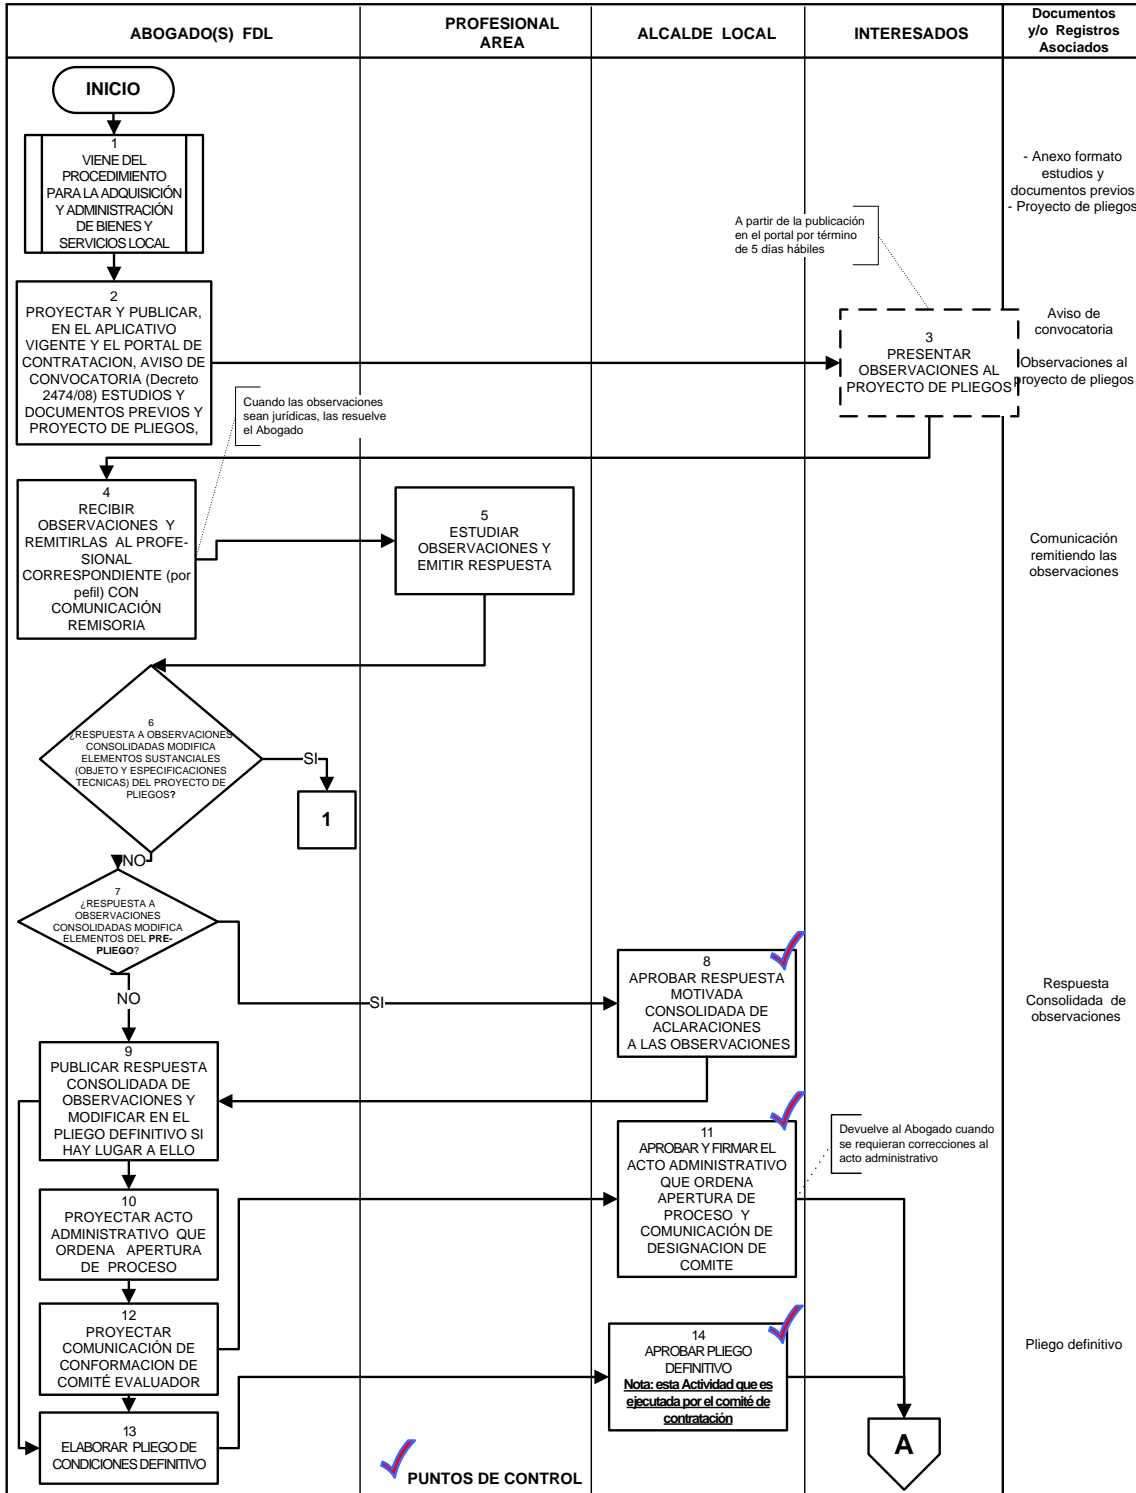 ABOGADO(S) FDL
PROFESIONAL
AREA
ALCALDE LOCAL
INTERESADOS
Documentos
y/o Registros
Asociados
INICIO
1
VIENE DEL
PROCEDIMIENTO
PARA LA ADQUISICIÓN
Y ADMINISTRACIÓN
DE BIENES Y
SERVICIOS LOCAL
- Anexo formato
estudios y
documentos previos
- Proyecto de pliegos
A partir de la publicación
en el portal por término
de 5 días hábiles
2
PROYECTAR Y PUBLICAR,
EN EL APLICATIVO
VIGENTE Y EL PORTAL DE
CONTRATACION, AVISO DE
CONVOCATORIA (Decreto
2474/08) ESTUDIOS Y
DOCUMENTOS PREVIOS Y
PROYECTO DE PLIEGOS,
3
PRESENTAR
OBSERVACIONES AL
PROYECTO DE PLIEGOS
Aviso de
convocatoria
Observaciones al
proyecto de pliegos
Cuando las observaciones
sean jurídicas, las resuelve
el Abogado
4
RECIBIR
OBSERVACIONES Y
REMITIRLAS AL PROFE-
SIONAL
CORRESPONDIENTE (por
pefil) CON
COMUNICACIÓN
REMISORIA
5
ESTUDIAR
OBSERVACIONES Y
EMITIR RESPUESTA
Comunicación
remitiendo las
observaciones
6
¿RESPUESTA A OBSERVACIONES
CONSOLIDADAS MODIFICA
ELEMENTOS SUSTANCIALES
(OBJETO Y ESPECIFICACIONES
TECNICAS) DEL PROYECTO DE
PLIEGOS?
SI
1
NO
7
¿RESPUESTA A
OBSERVACIONES
CONSOLIDADAS MODIFICA
ELEMENTOS DEL PRE-
PLIEGO?
NO
SI
8
APROBAR RESPUESTA
MOTIVADA
CONSOLIDADA DE
ACLARACIONES
A LAS OBSERVACIONES
Respuesta
Consolidada de
observaciones
9
PUBLICAR RESPUESTA
CONSOLIDADA DE
OBSERVACIONES Y
MODIFICAR EN EL
PLIEGO DEFINITIVO SI
HAY LUGAR A ELLO
11
APROBAR Y FIRMAR EL
ACTO ADMINISTRATIVO
QUE ORDENA
APERTURA DE
PROCESO Y
COMUNICACIÓN DE
DESIGNACION DE
COMITE
Devuelve al Abogado cuando
se requieran correcciones al
acto administrativo
10
PROYECTAR ACTO
ADMINISTRATIVO QUE
ORDENA APERTURA
DE PROCESO
12
PROYECTAR
COMUNICACIÓN DE
CONFORMACION DE
COMITÉ EVALUADOR
14
APROBAR PLIEGO
DEFINITIVO
Nota: esta Actividad que es
ejecutada por el comité de
contratación
Pliego definitivo
13
ELABORAR PLIEGO DE
CONDICIONES DEFINITIVO
A
PUNTOS DE CONTROL